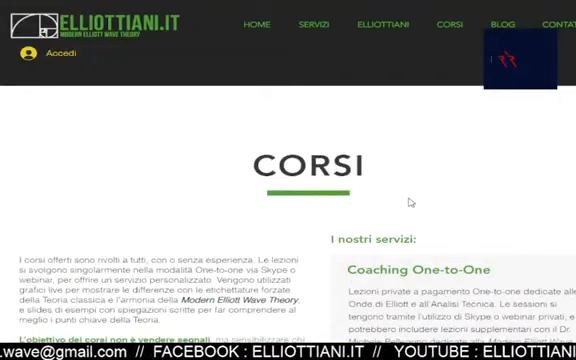 ELLIOTTIANI.IT
MODERN ELLIOTT WAVE THEORY
HOME SERVIZI ELLIOTTIANI CORSI BLOG CONTAT
Accedi
CORSI
I corsi offerti sono rivolti a tutti, con o senza esperienza. Le lezioni
si svolgono singolarmente nella modalità One-to-one via Skype o
webinar, per offrire un servizio personalizzato. Vengono utilizzati
grafici live per mostrare le differenze con le etichettature forzate
della Teoria classica e l'armonia della Modern Elliott Wave Theory,
e slides di esempi con spiegazioni scritte per far comprendere al
meglio i punti chiave della Teoria.
L'obiettivo dei corsi non è vendere segnali, ma sensibilizzare chi
I nostri servizi:
Coaching One-to-One
Lezioni private a pagamento One-to-one dedicate alle
Onde di Elliott e all'Analisi Tecnica. Le sessioni si
tengono tramite l'utilizzo di Skype o webinar privati, e
potrebbero includere lezioni supplementari con il Dr.
.wave@gmail.com // FACEBOOK : ELLIOTTIANI.IT // YOUTUBE : ELLIOTTIANI